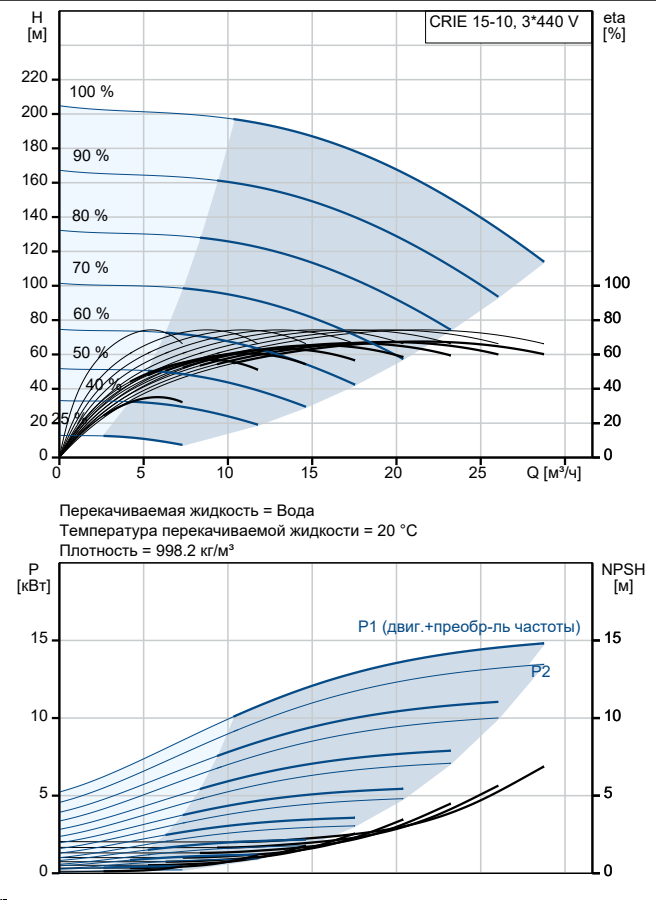 H
[м]
CRIE 15-10, 3*440 V
eta
[%]
220
200
180
160
140
120
100
80
60
40
20
0
100 %
90 %
80 %
70 %
60 %
50 %
40 %
25 %
100
80
60
40
20
0
0
5
10
15
20
25
Q [м³/ч]
Перекачиваемая жидкость = Вода
Температура перекачиваемой жидкости = 20 °C
Плотность = 998.2 кг/м³
P
[кВт]
NPSH
[м]
P1 (двиг.+преобр-ль частоты)
P2
15
10
5
0
15
10
5
0